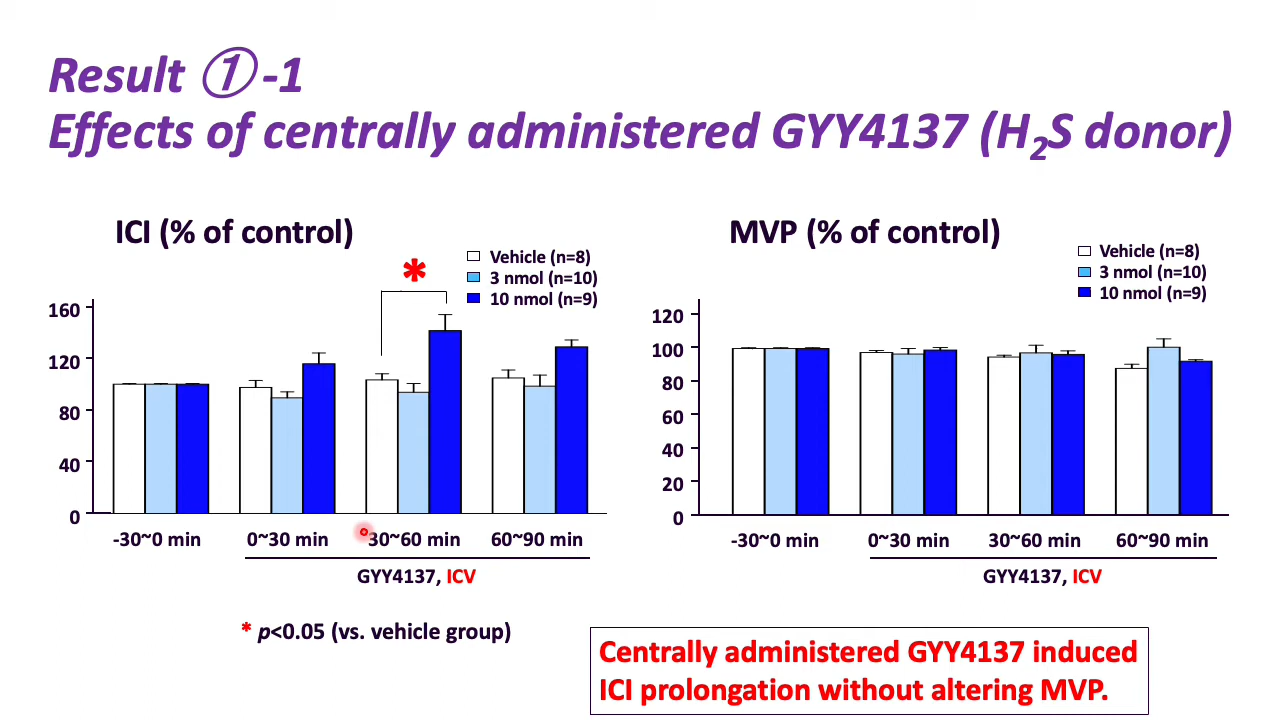 Result ①-1
Effects of centrally administered GYY4137 (H₂S donor)
ICI (% of control)
Vehicle (n=8)
3 nmol (n=10)
10 nmol (n=9)
*
160
120
80
40
0
-30~0 min
0~30 min
30~60 min
60~90 min
GYY4137, ICV
* p<0.05 (vs. vehicle group)
MVP (% of control)
Vehicle (n=8)
3 nmol (n=10)
10 nmol (n=9)
120
100
80
60
40
20
0
-30~0 min
0~30 min
30~60 min
60~90 min
GYY4137, ICV
Centrally administered GYY4137 induced
ICI prolongation without altering MVP.